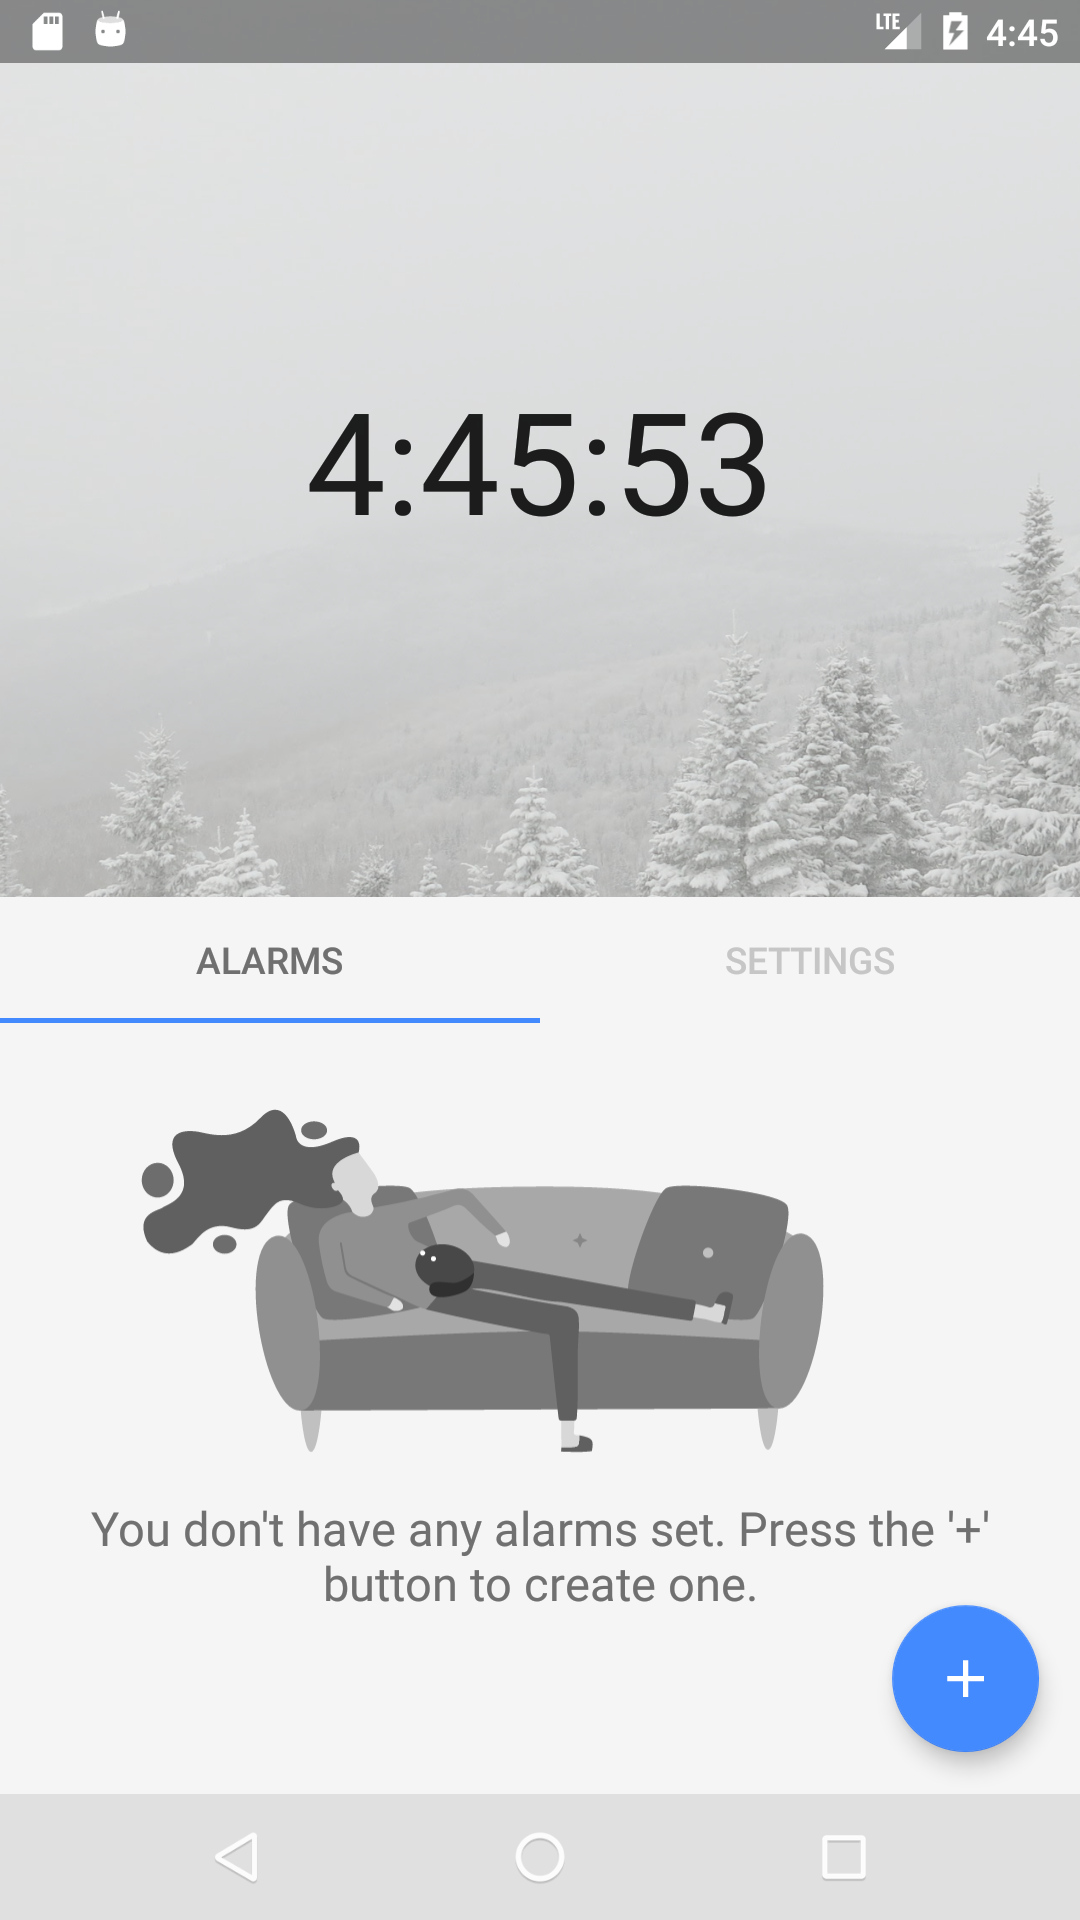 LTE 4:45
4:45:53
ALARMS SETTINGS
You don't have any alarms set. Press the '+'
button to create one.
+